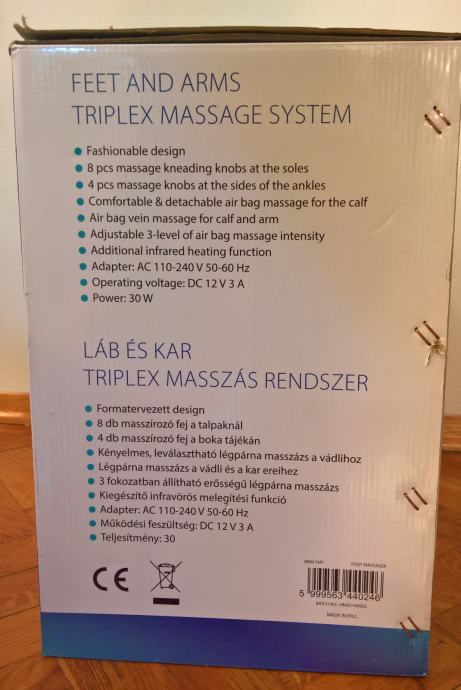 FEET AND ARMS
TRIPLEX MASSAGE SYSTEM
Fashionable design
8 pcs massage kneading knobs at the soles
4 pcs massage knobs at the sides of the ankles
Comfortable & detachable air bag massage for the calf
Air bag vein massage for calf and arm
Adjustable 3-level of air bag massage intensity
Additional infrared heating function
Adapter: AC 110-240 V 50-60 Hz
Operating voltage: DC 12 V 3 A
Power: 30 W
LÁB ÉS KAR
TRIPLEX MASSZÁS RENDSZER
Formatervezett design
8 db masszírozó fej a talpaknál
4 db masszírozó fej a boka tájékán
Kényelmes, leválasztható légpárna masszázs a vádlihoz
Légpárna masszázs a vádli és a kar ereihez
3 fokozatban állítható erősségű légpárna masszázs
Kiegészítő infravörös melegítési funkció
Adapter: AC 110-240 V 50-60 Hz
Működési feszültség: DC 12 V 3 A
Teljesítmény: 30
CE
FOOT MASSAGER
5 999563 440246
MADE IN P.R.C.